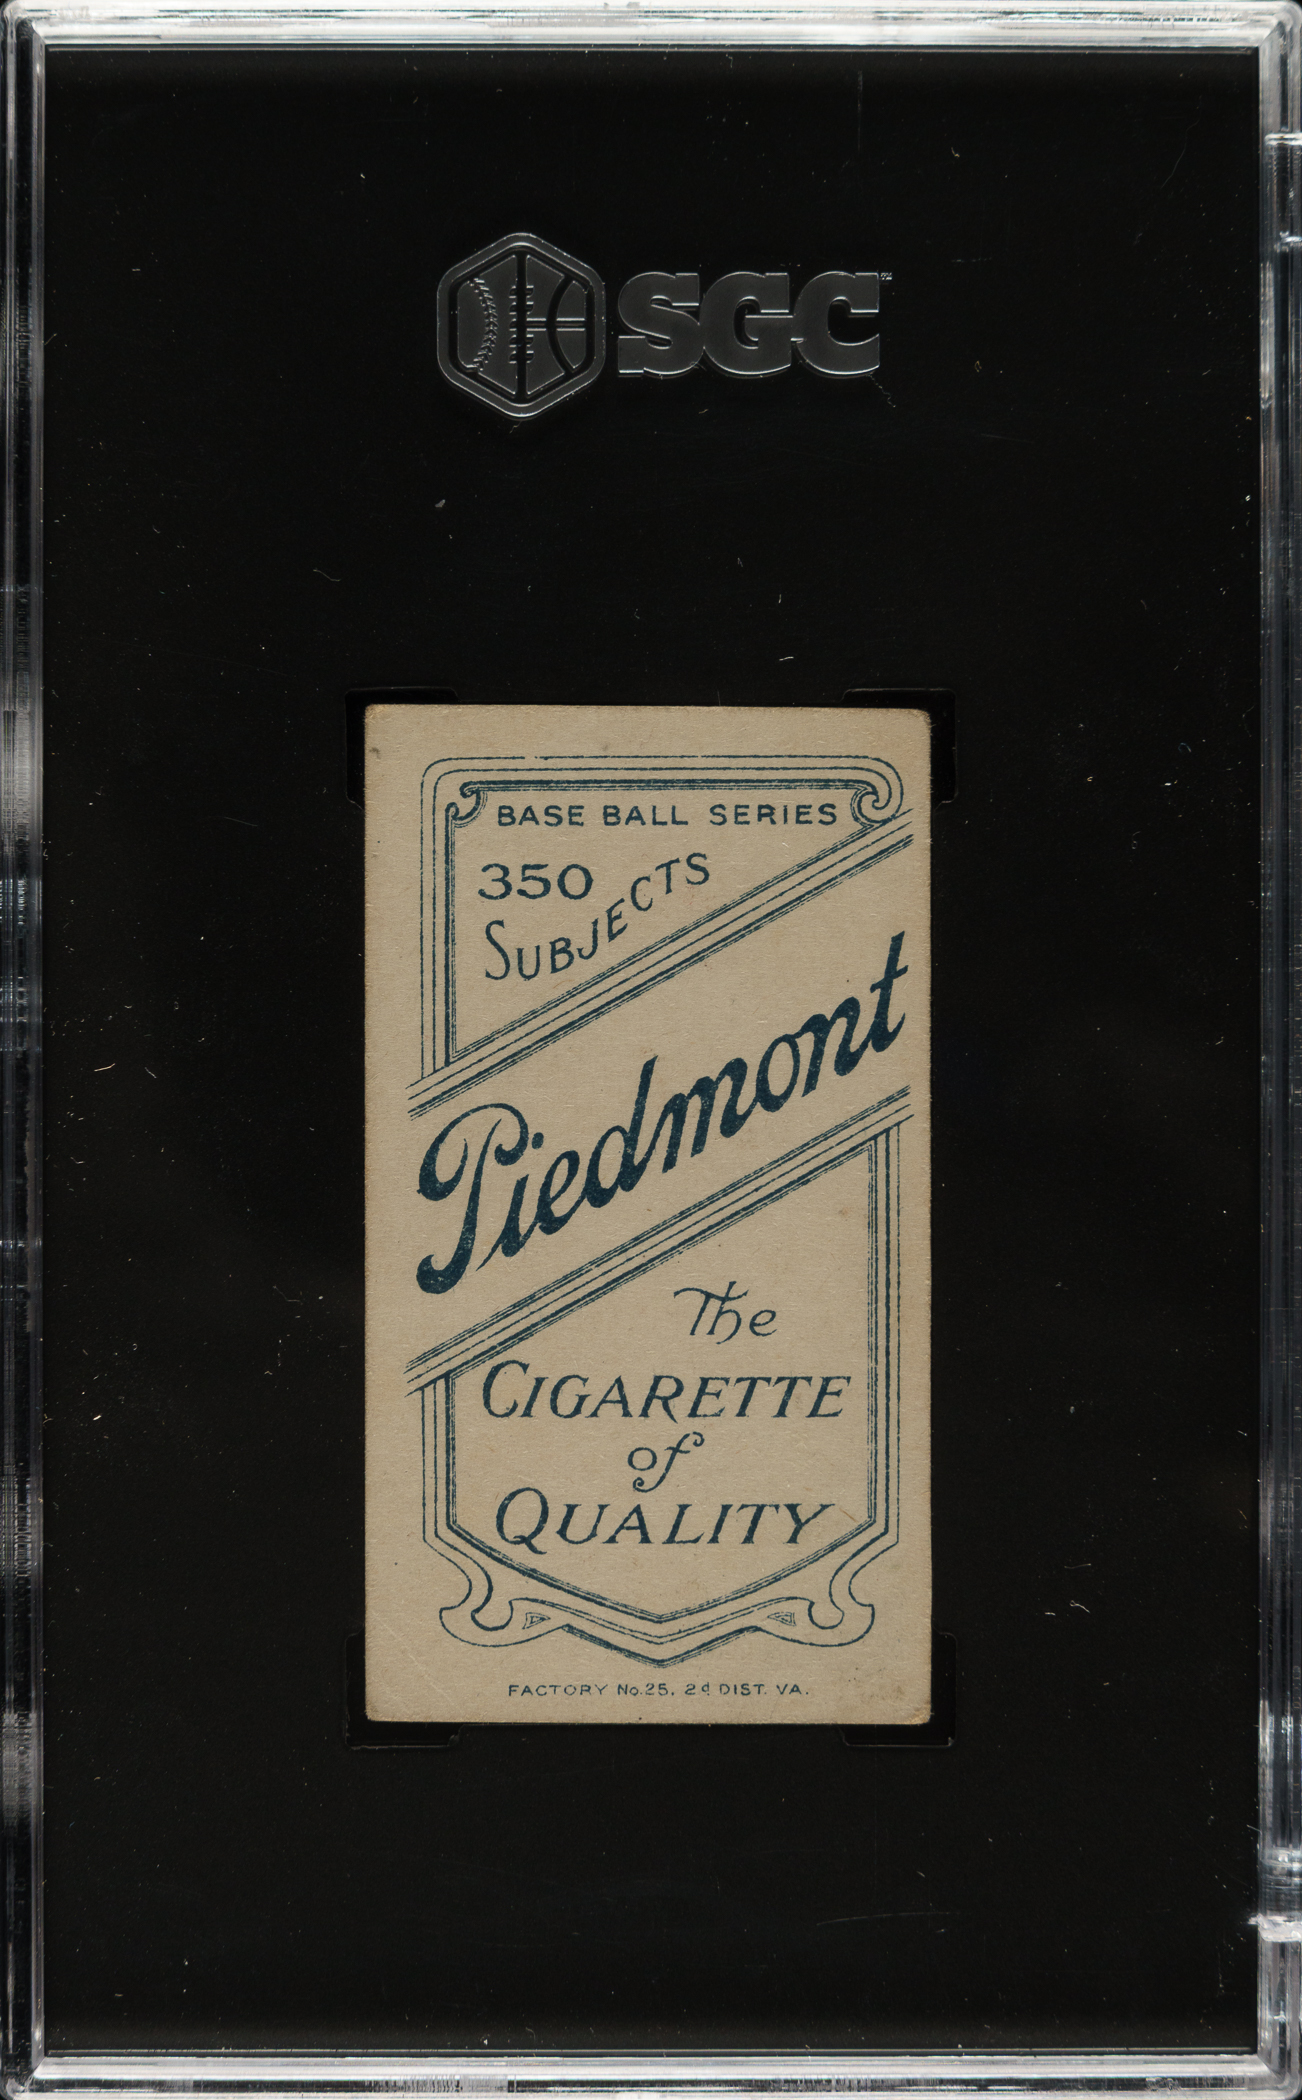 SGC
BASE BALL SERIES
350
SUBJECTS
Piedmont
The
CIGARETTE
of
QUALITY
FACTORY No.25. 2d DIST. VA.